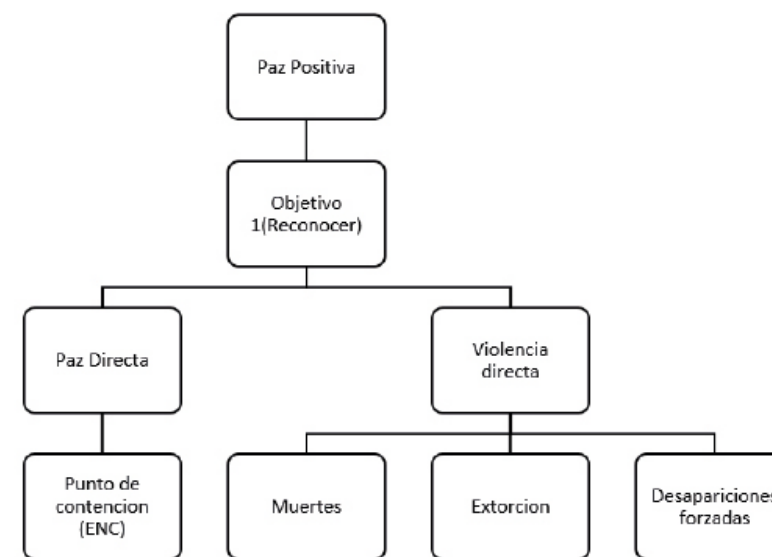 Paz Positiva
Objetivo
1(Reconocer)
Paz Directa
Violencia
directa
Punto de
contencion
(ENC)
Muertes
Extorcion
Desapariciones
forzadas